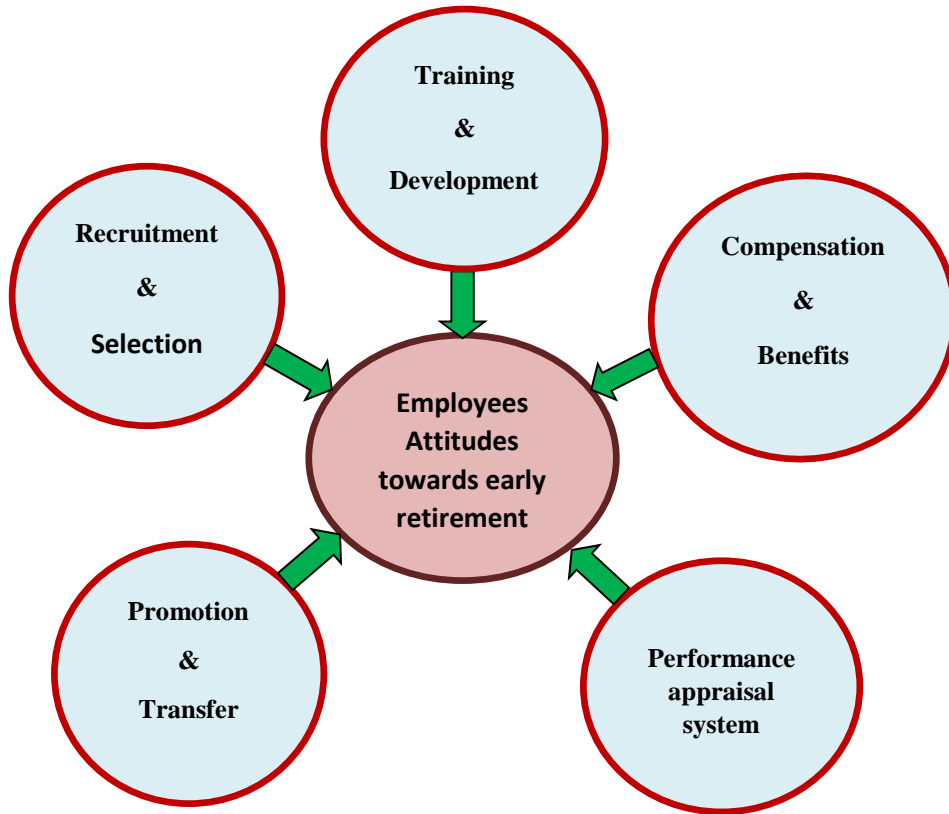 Training
&
Development
Recruitment
&
Selection
Compensation
&
Benefits
Employees
Attitudes
towards early
retirement
Promotion
&
Transfer
Performance
appraisal
system